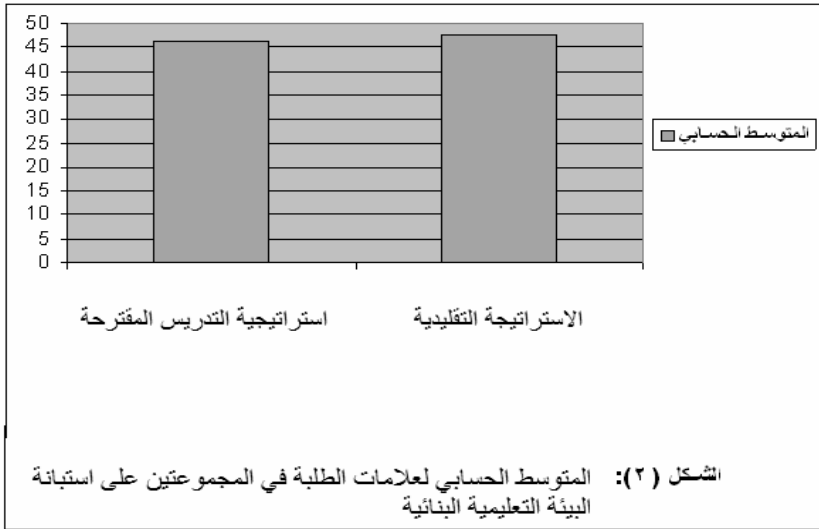 50
45
40
35
30
25
20
15
10
5
0
المتوسط الحسابي
استراتيجية التدريس المقترحة
الاستراتيجة التقليدية
الشكل (٢): المتوسط الحسابي لعلامات الطلبة في المجموعتين على استبانة
البيئة التعليمية البنائية